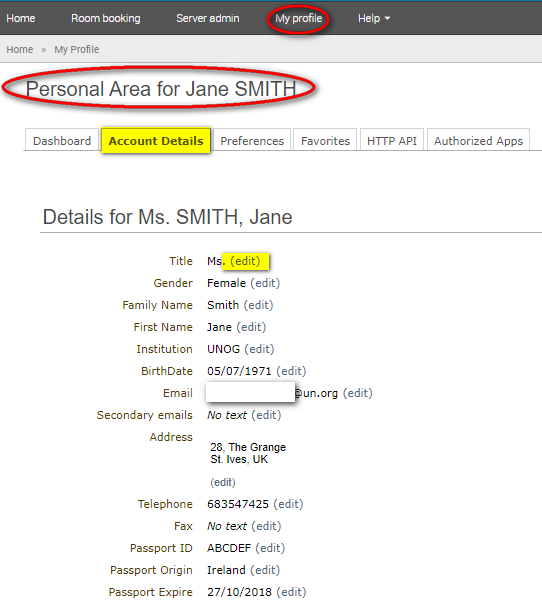 Home Room booking Server admin My profile Help
Home » My Profile
Personal Area for Jane SMITH
Dashboard Account Details Preferences Favorites HTTP API Authorized Apps
Details for Ms. SMITH, Jane
Title Ms. (edit)
Gender Female (edit)
Family Name Smith (edit)
First Name Jane (edit)
Institution UNOG (edit)
BirthDate 05/07/1971 (edit)
Email @un.org (edit)
Secondary emails No text (edit)
Address
28, The Grange
St. Ives, UK
(edit)
Telephone 683547425 (edit)
Fax No text (edit)
Passport ID ABCDEF (edit)
Passport Origin Ireland (edit)
Passport Expire 27/10/2018 (edit)